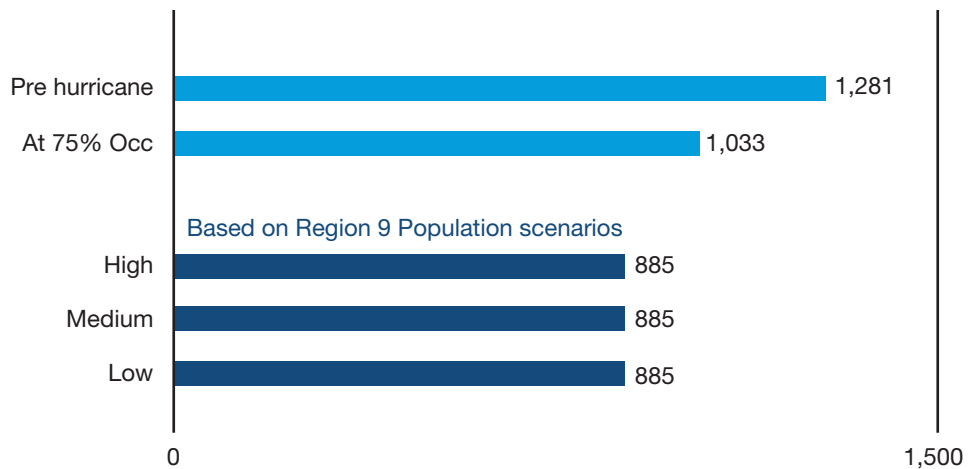 Pre hurricane 1,281
At 75% Occ 1,033
Based on Region 9 Population scenarios
High 885
Medium 885
Low 885
0 1,500